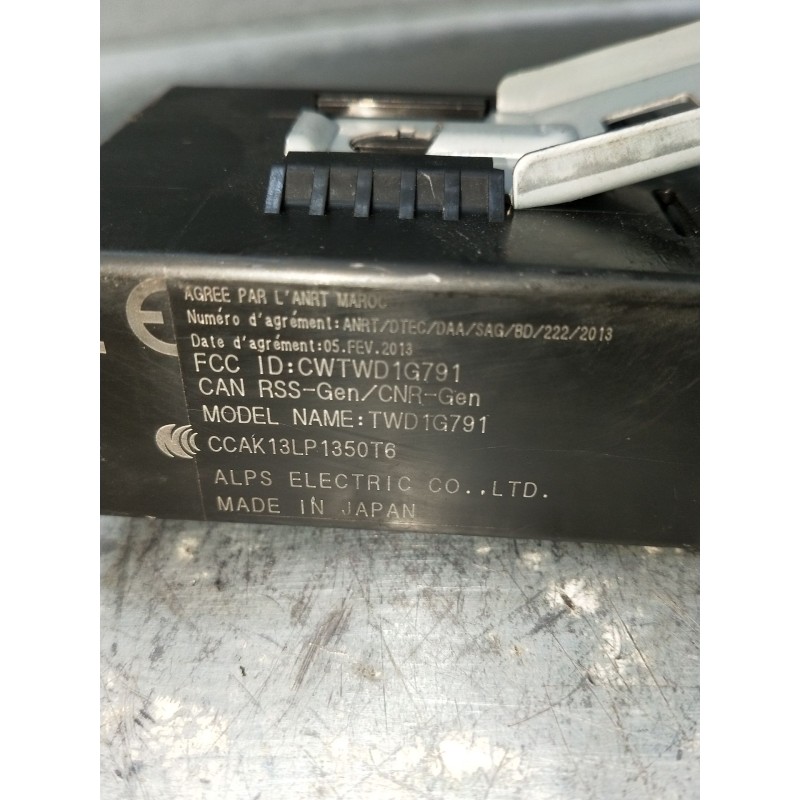 AGREE PAR L'ANRT MAROC
Numéro d'agrément: ANRT/DTEC/DAA/SAG/BD/222/2013
Date d'agrément:05.FEV.2013
FCC ID:CWTWD1G791
CAN RSS-Gen/CNR-Gen
MODEL NAME:TWD1G791
CCC CCAK13LP1350T6
ALPS ELECTRIC CO.,LTD.
MADE IN JAPAN